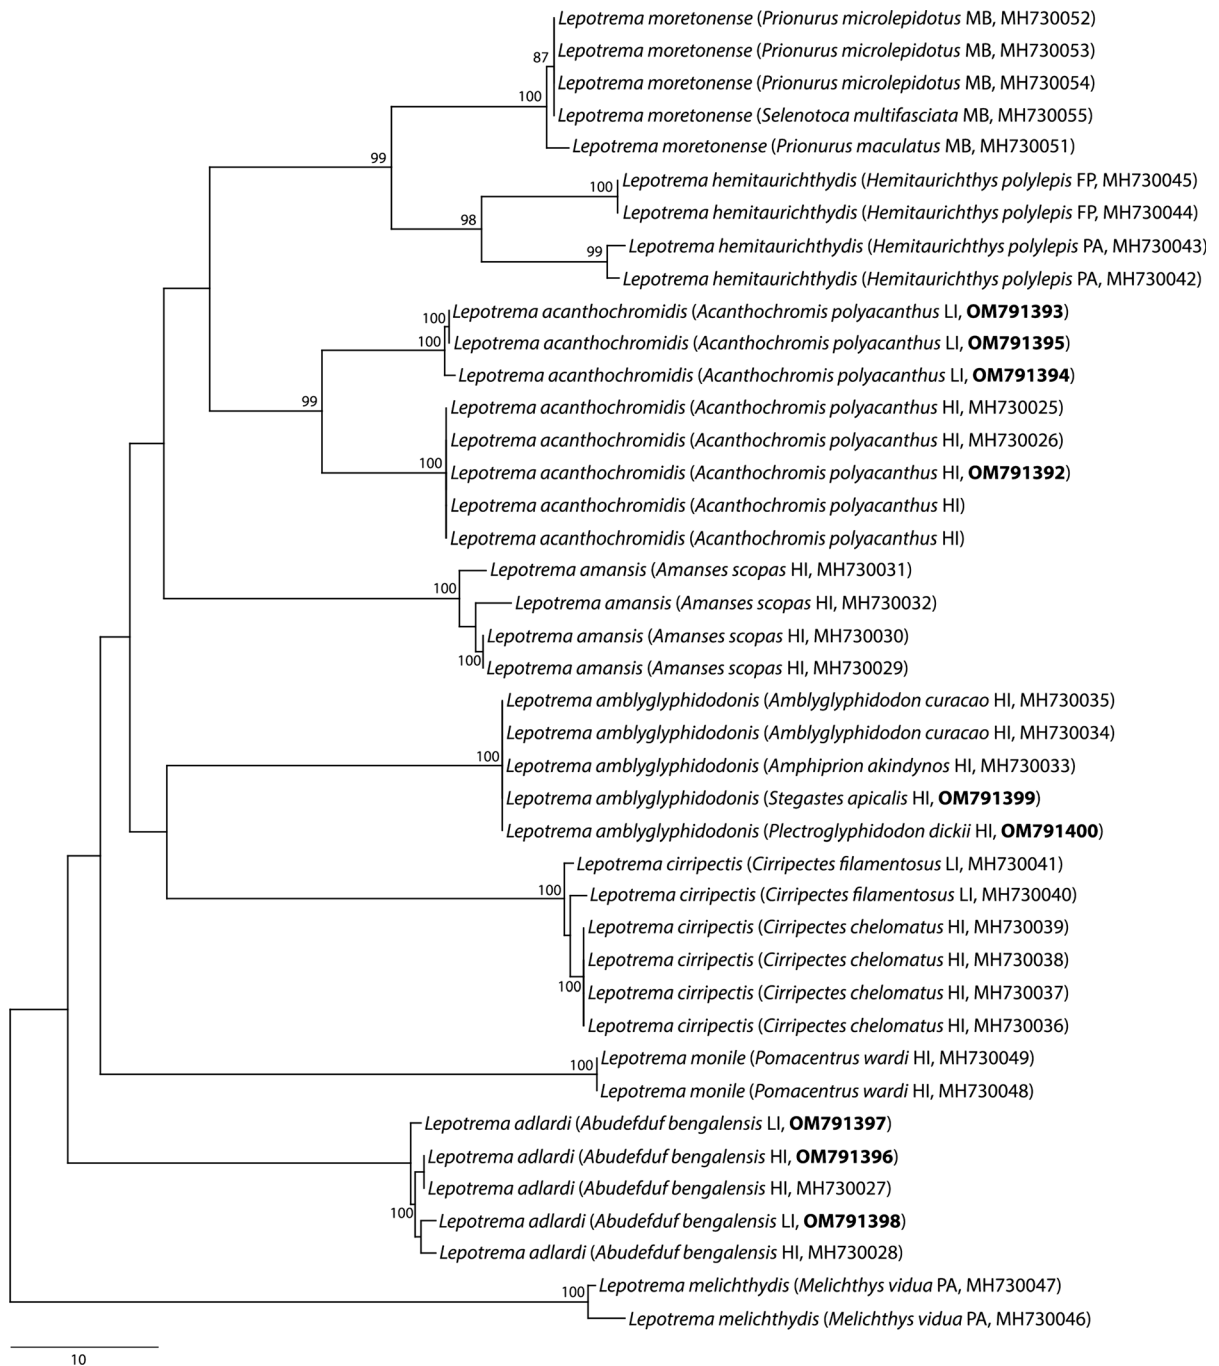 Lepotrema moretonense (Prionurus microlepidotus MB, MH730052)
87
Lepotrema moretonense (Prionurus microlepidotus MB, MH730053)
Lepotrema moretonense (Prionurus microlepidotus MB, MH730054)
100
Lepotrema moretonense (Selenotoca multifasciata MB, MH730055)
Lepotrema moretonense (Prionurus maculatus MB, MH730051)
99
Lepotrema hemitaurichthydis (Hemitaurichthys polylepis FP, MH730045)
100
Lepotrema hemitaurichthydis (Hemitaurichthys polylepis FP, MH730044)
98
Lepotrema hemitaurichthydis (Hemitaurichthys polylepis PA, MH730043)
99
Lepotrema hemitaurichthydis (Hemitaurichthys polylepis PA, MH730042)
Lepotrema acanthochromidis (Acanthochromis polyacanthus LI, OM791393)
100
Lepotrema acanthochromidis (Acanthochromis polyacanthus LI, OM791395)
100
Lepotrema acanthochromidis (Acanthochromis polyacanthus LI, OM791394)
99
Lepotrema acanthochromidis (Acanthochromis polyacanthus HI, MH730025)
Lepotrema acanthochromidis (Acanthochromis polyacanthus HI, MH730026)
100
Lepotrema acanthochromidis (Acanthochromis polyacanthus HI, OM791392)
Lepotrema acanthochromidis (Acanthochromis polyacanthus HI)
Lepotrema acanthochromidis (Acanthochromis polyacanthus HI)
Lepotrema amansis (Amanses scopas HI, MH730031)
100
Lepotrema amansis (Amanses scopas HI, MH730032)
Lepotrema amansis (Amanses scopas HI, MH730030)
100
Lepotrema amansis (Amanses scopas HI, MH730029)
Lepotrema amblyglyphidodonis (Amblyglyphidodon curacao HI, MH730035)
Lepotrema amblyglyphidodonis (Amblyglyphidodon curacao HI, MH730034)
100
Lepotrema amblyglyphidodonis (Amphiprion akindynos HI, MH730033)
Lepotrema amblyglyphidodonis (Stegastes apicalis HI, OM791399)
Lepotrema amblyglyphidodonis (Plectroglyphidodon dickii HI, OM791400)
Lepotrema cirripectis (Cirripectes filamentosus LI, MH730041)
100
Lepotrema cirripectis (Cirripectes filamentosus LI, MH730040)
Lepotrema cirripectis (Cirripectes chelomatus HI, MH730039)
Lepotrema cirripectis (Cirripectes chelomatus HI, MH730038)
100
Lepotrema cirripectis (Cirripectes chelomatus HI, MH730037)
Lepotrema cirripectis (Cirripectes chelomatus HI, MH730036)
Lepotrema monile (Pomacentrus wardi HI, MH730049)
100
Lepotrema monile (Pomacentrus wardi HI, MH730048)
Lepotrema adlardi (Abudefduf bengalensis LI, OM791397)
Lepotrema adlardi (Abudefduf bengalensis HI, OM791396)
Lepotrema adlardi (Abudefduf bengalensis HI, MH730027)
100
Lepotrema adlardi (Abudefduf bengalensis LI, OM791398)
Lepotrema adlardi (Abudefduf bengalensis HI, MH730028)
Lepotrema melichthydis (Melichthys vidua PA, MH730047)
100
Lepotrema melichthydis (Melichthys vidua PA, MH730046)
10